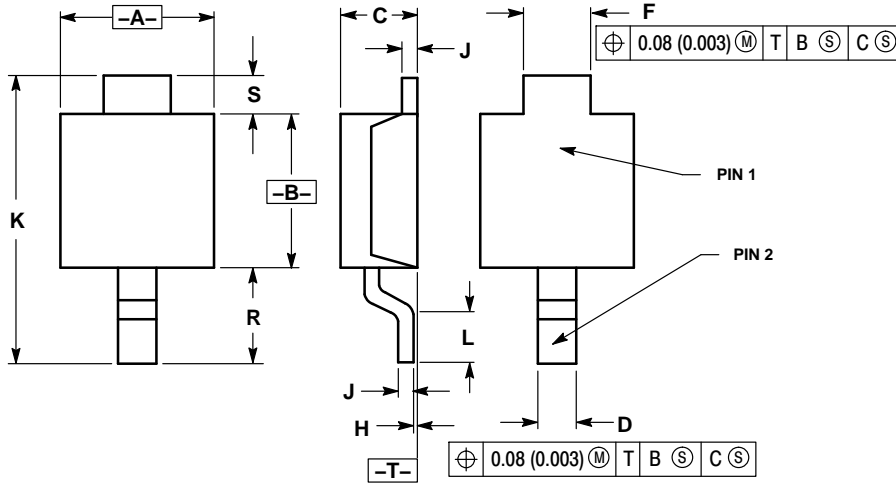 –A–
C
F
⌖ 0.08 (0.003) Ⓜ T B Ⓢ C Ⓢ
J
S
K
–B–
PIN 1
PIN 2
R
L
J
H
D
–T–
⌖ 0.08 (0.003) Ⓜ T B Ⓢ C Ⓢ